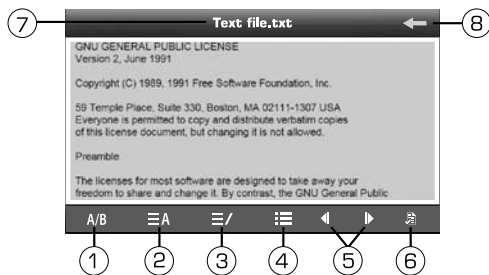 7 Text file.txt 8
GNU GENERAL PUBLIC LICENSE
Version 2, June 1991
Copyright (C) 1989, 1991 Free Software Foundation, Inc.
59 Temple Place, Suite 330, Boston, MA 02111-1307 USA
Everyone is permitted to copy and distribute verbatim copies
of this license document, but changing it is not allowed.
Preamble
The licenses for most software are designed to take away your
freedom to share and change it. By contrast, the GNU General Public
A/B A
1 2 3 4 5 6